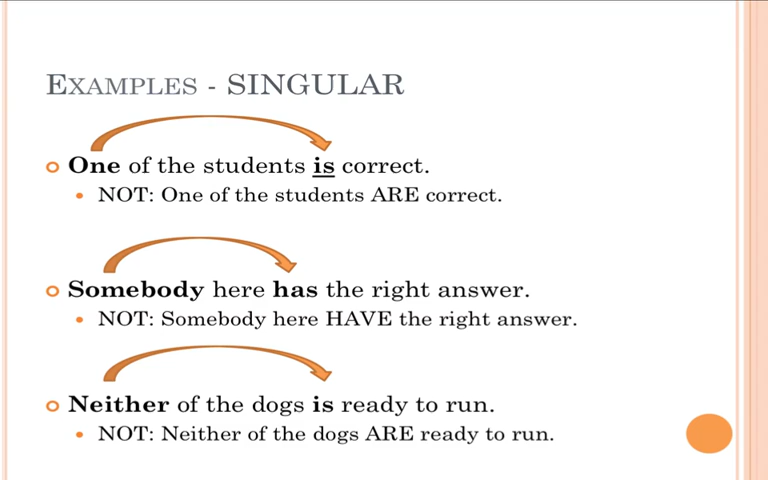 EXAMPLES - SINGULAR
One of the students is correct.
NOT: One of the students ARE correct.
Somebody here has the right answer.
NOT: Somebody here HAVE the right answer.
Neither of the dogs is ready to run.
NOT: Neither of the dogs ARE ready to run.